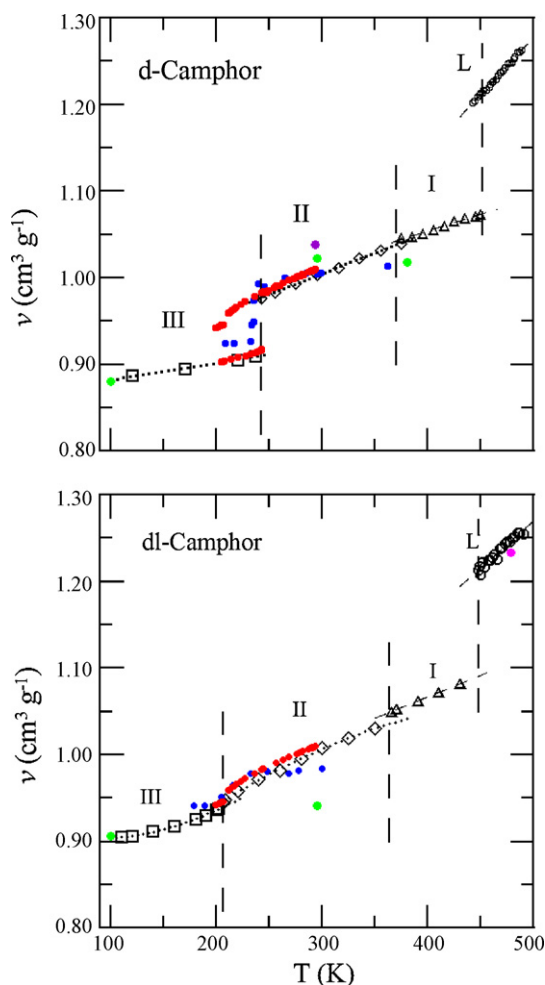 1.30
d-Camphor
L
1.20
ν (cm³ g⁻¹)
1.10
I
II
1.00
III
0.90
0.80
1.30
dl-Camphor
L
1.20
ν (cm³ g⁻¹)
1.10
I
II
1.00
III
0.90
0.80
100 200 300 400 500
T (K)